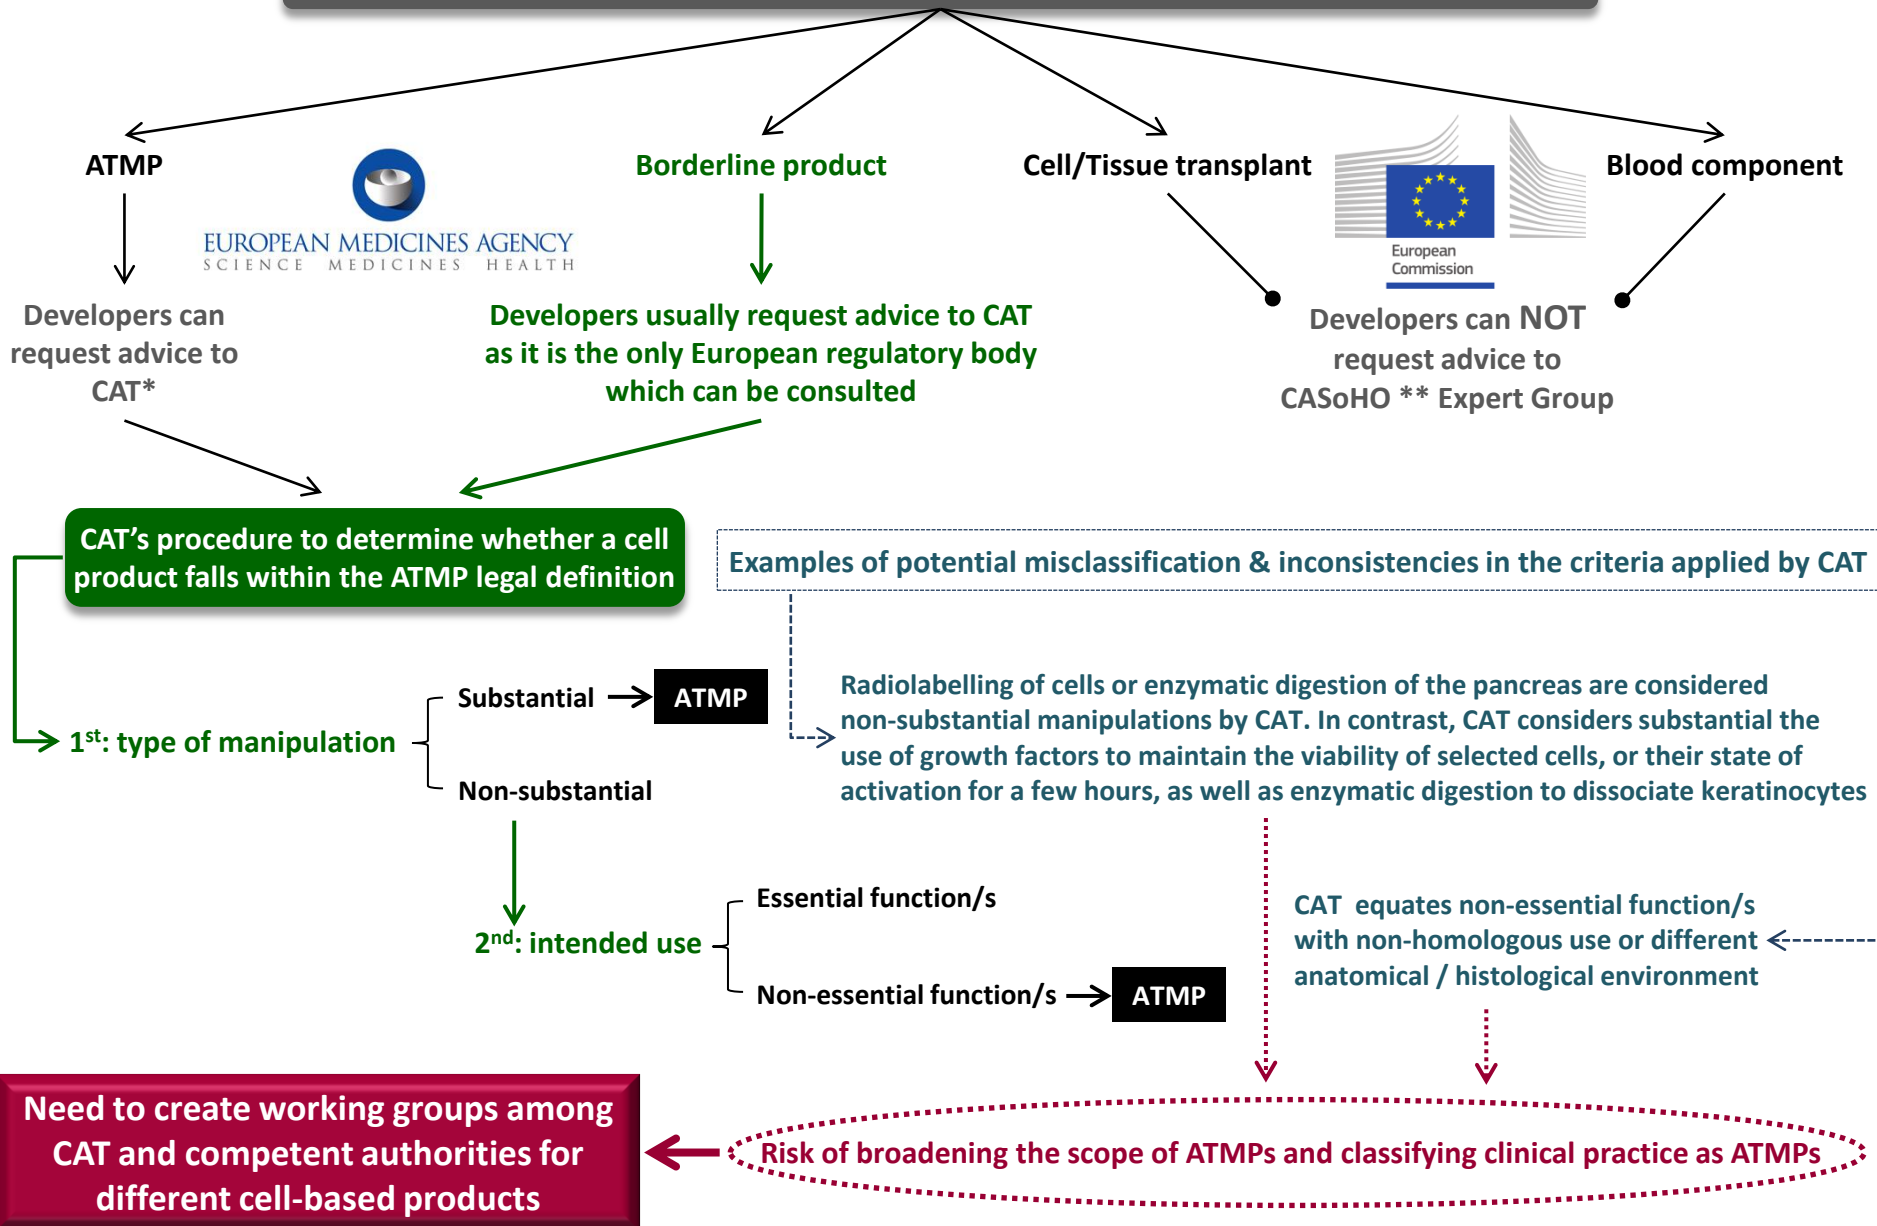 ATMP
Borderline product
Cell/Tissue transplant
Blood component
EUROPEAN MEDICINES AGENCY
SCIENCE MEDICINES HEALTH
European
Commission
Developers can
request advice to
CAT*
Developers usually request advice to CAT
as it is the only European regulatory body
which can be consulted
Developers can NOT
request advice to
CASoHO ** Expert Group
CAT’s procedure to determine whether a cell
product falls within the ATMP legal definition
Examples of potential misclassification & inconsistencies in the criteria applied by CAT
1st: type of manipulation
Substantial
ATMP
Non-substantial
Radiolabelling of cells or enzymatic digestion of the pancreas are considered
non-substantial manipulations by CAT. In contrast, CAT considers substantial the
use of growth factors to maintain the viability of selected cells, or their state of
activation for a few hours, as well as enzymatic digestion to dissociate keratinocytes
2nd: intended use
Essential function/s
Non-essential function/s
ATMP
CAT equates non-essential function/s
with non-homologous use or different
anatomical / histological environment
Need to create working groups among
CAT and competent authorities for
different cell-based products
Risk of broadening the scope of ATMPs and classifying clinical practice as ATMPs